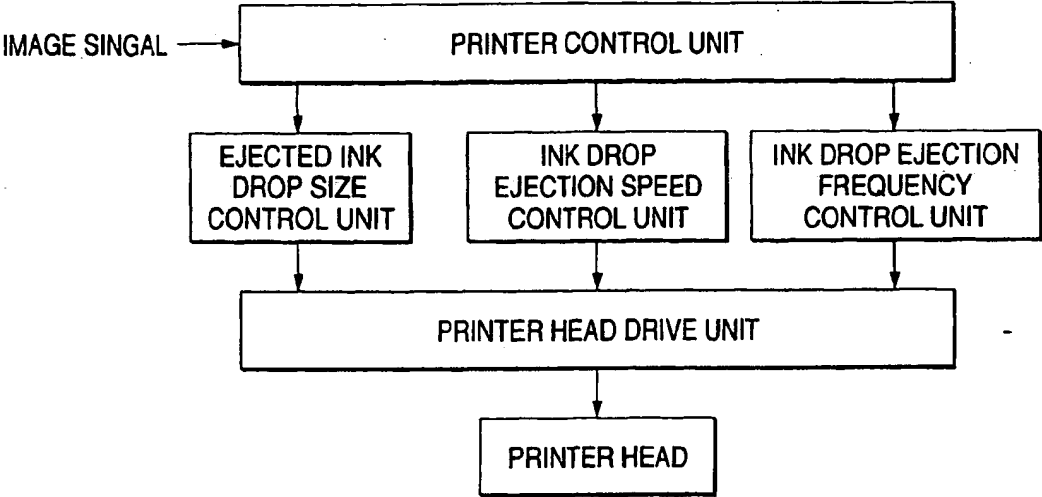 IMAGE SINGAL
PRINTER CONTROL UNIT
EJECTED INK
DROP SIZE
CONTROL UNIT
INK DROP
EJECTION SPEED
CONTROL UNIT
INK DROP EJECTION
FREQUENCY
CONTROL UNIT
PRINTER HEAD DRIVE UNIT
PRINTER HEAD